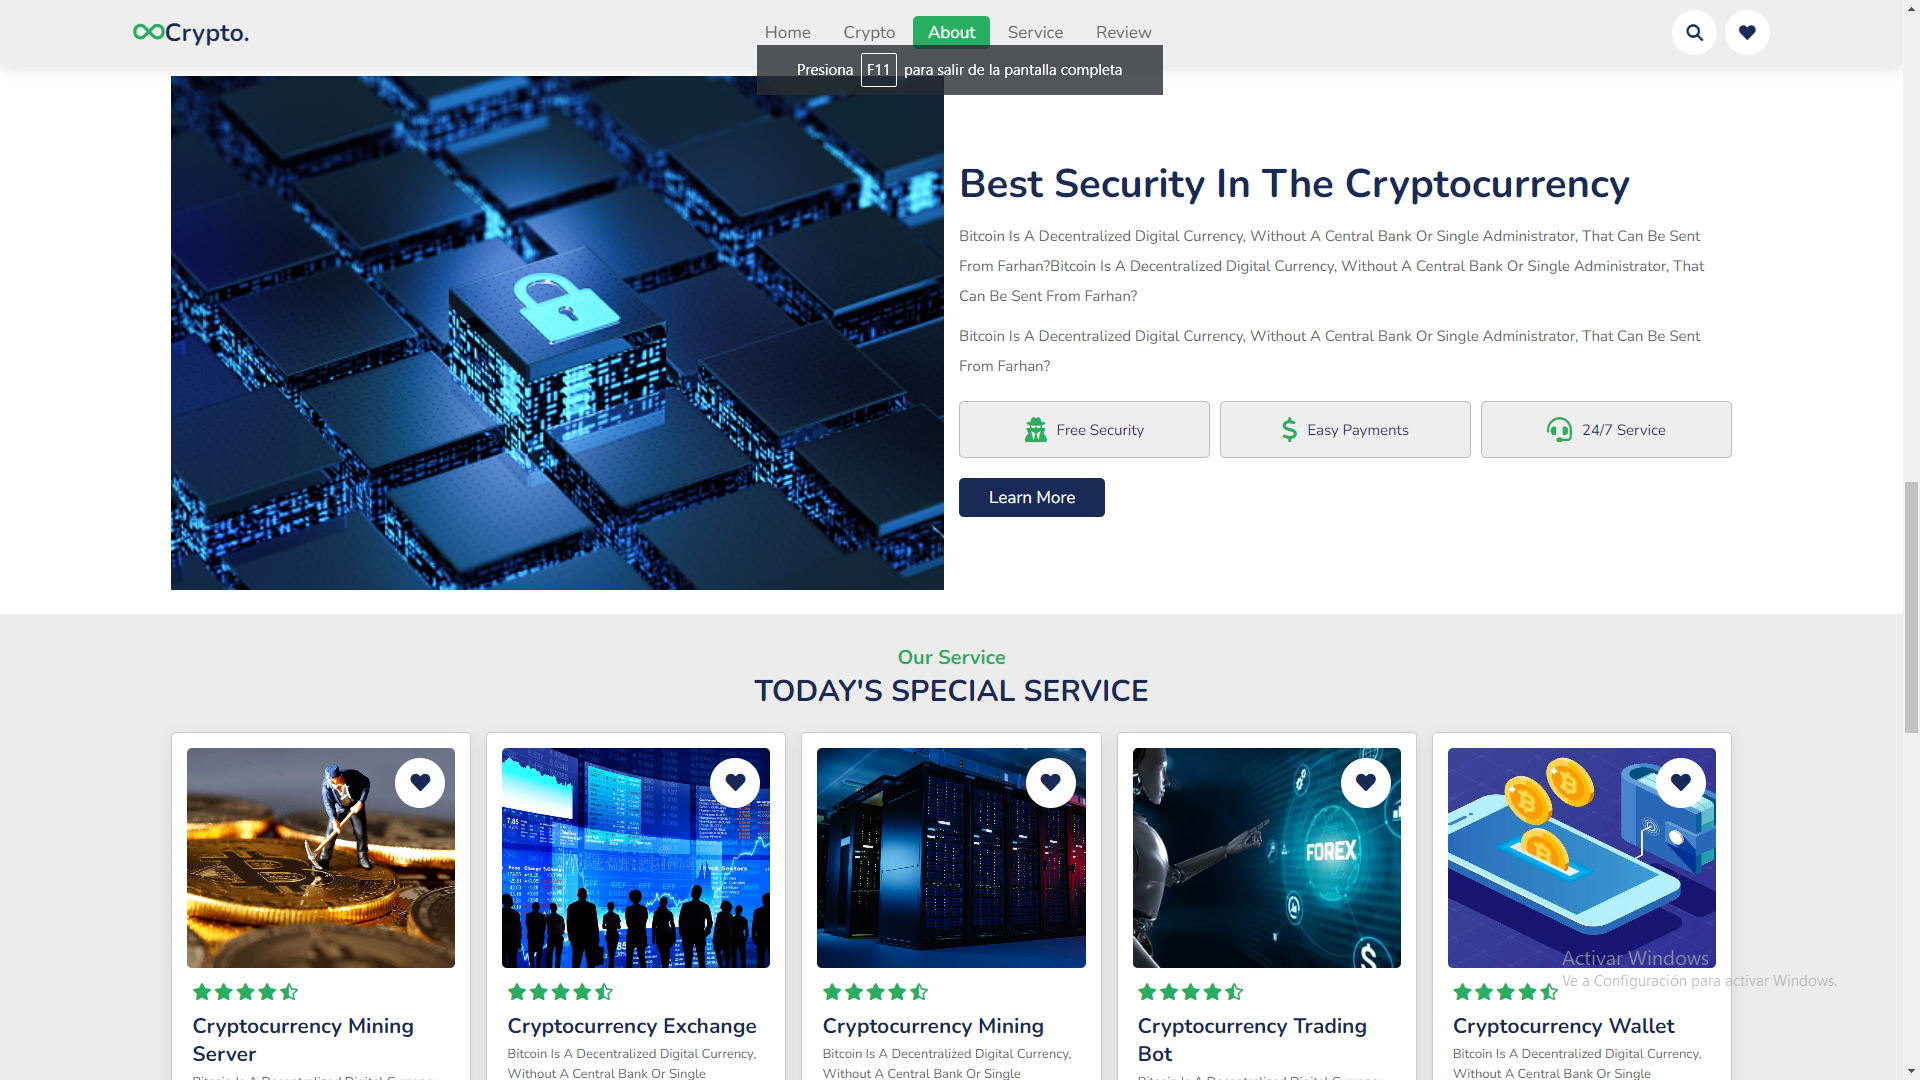 Crypto.
Home Crypto About Service Review
Presiona F11 para salir de la pantalla completa
Best Security In The Cryptocurrency
Bitcoin Is A Decentralized Digital Currency, Without A Central Bank Or Single Administrator, That Can Be Sent
From Farhan?Bitcoin Is A Decentralized Digital Currency, Without A Central Bank Or Single Administrator, That
Can Be Sent From Farhan?
Bitcoin Is A Decentralized Digital Currency, Without A Central Bank Or Single Administrator, That Can Be Sent
From Farhan?
Free Security
Easy Payments
24/7 Service
Learn More
Our Service
TODAY'S SPECIAL SERVICE
FOREX
Activar Windows
Ve a Configuración para activar Windows.
Cryptocurrency Mining
Server
Cryptocurrency Exchange
Bitcoin Is A Decentralized Digital Currency,
Without A Central Bank Or Single
Cryptocurrency Mining
Bitcoin Is A Decentralized Digital Currency,
Without A Central Bank Or Single
Cryptocurrency Trading
Bot
Cryptocurrency Wallet
Bitcoin Is A Decentralized Digital Currency,
Without A Central Bank Or Single